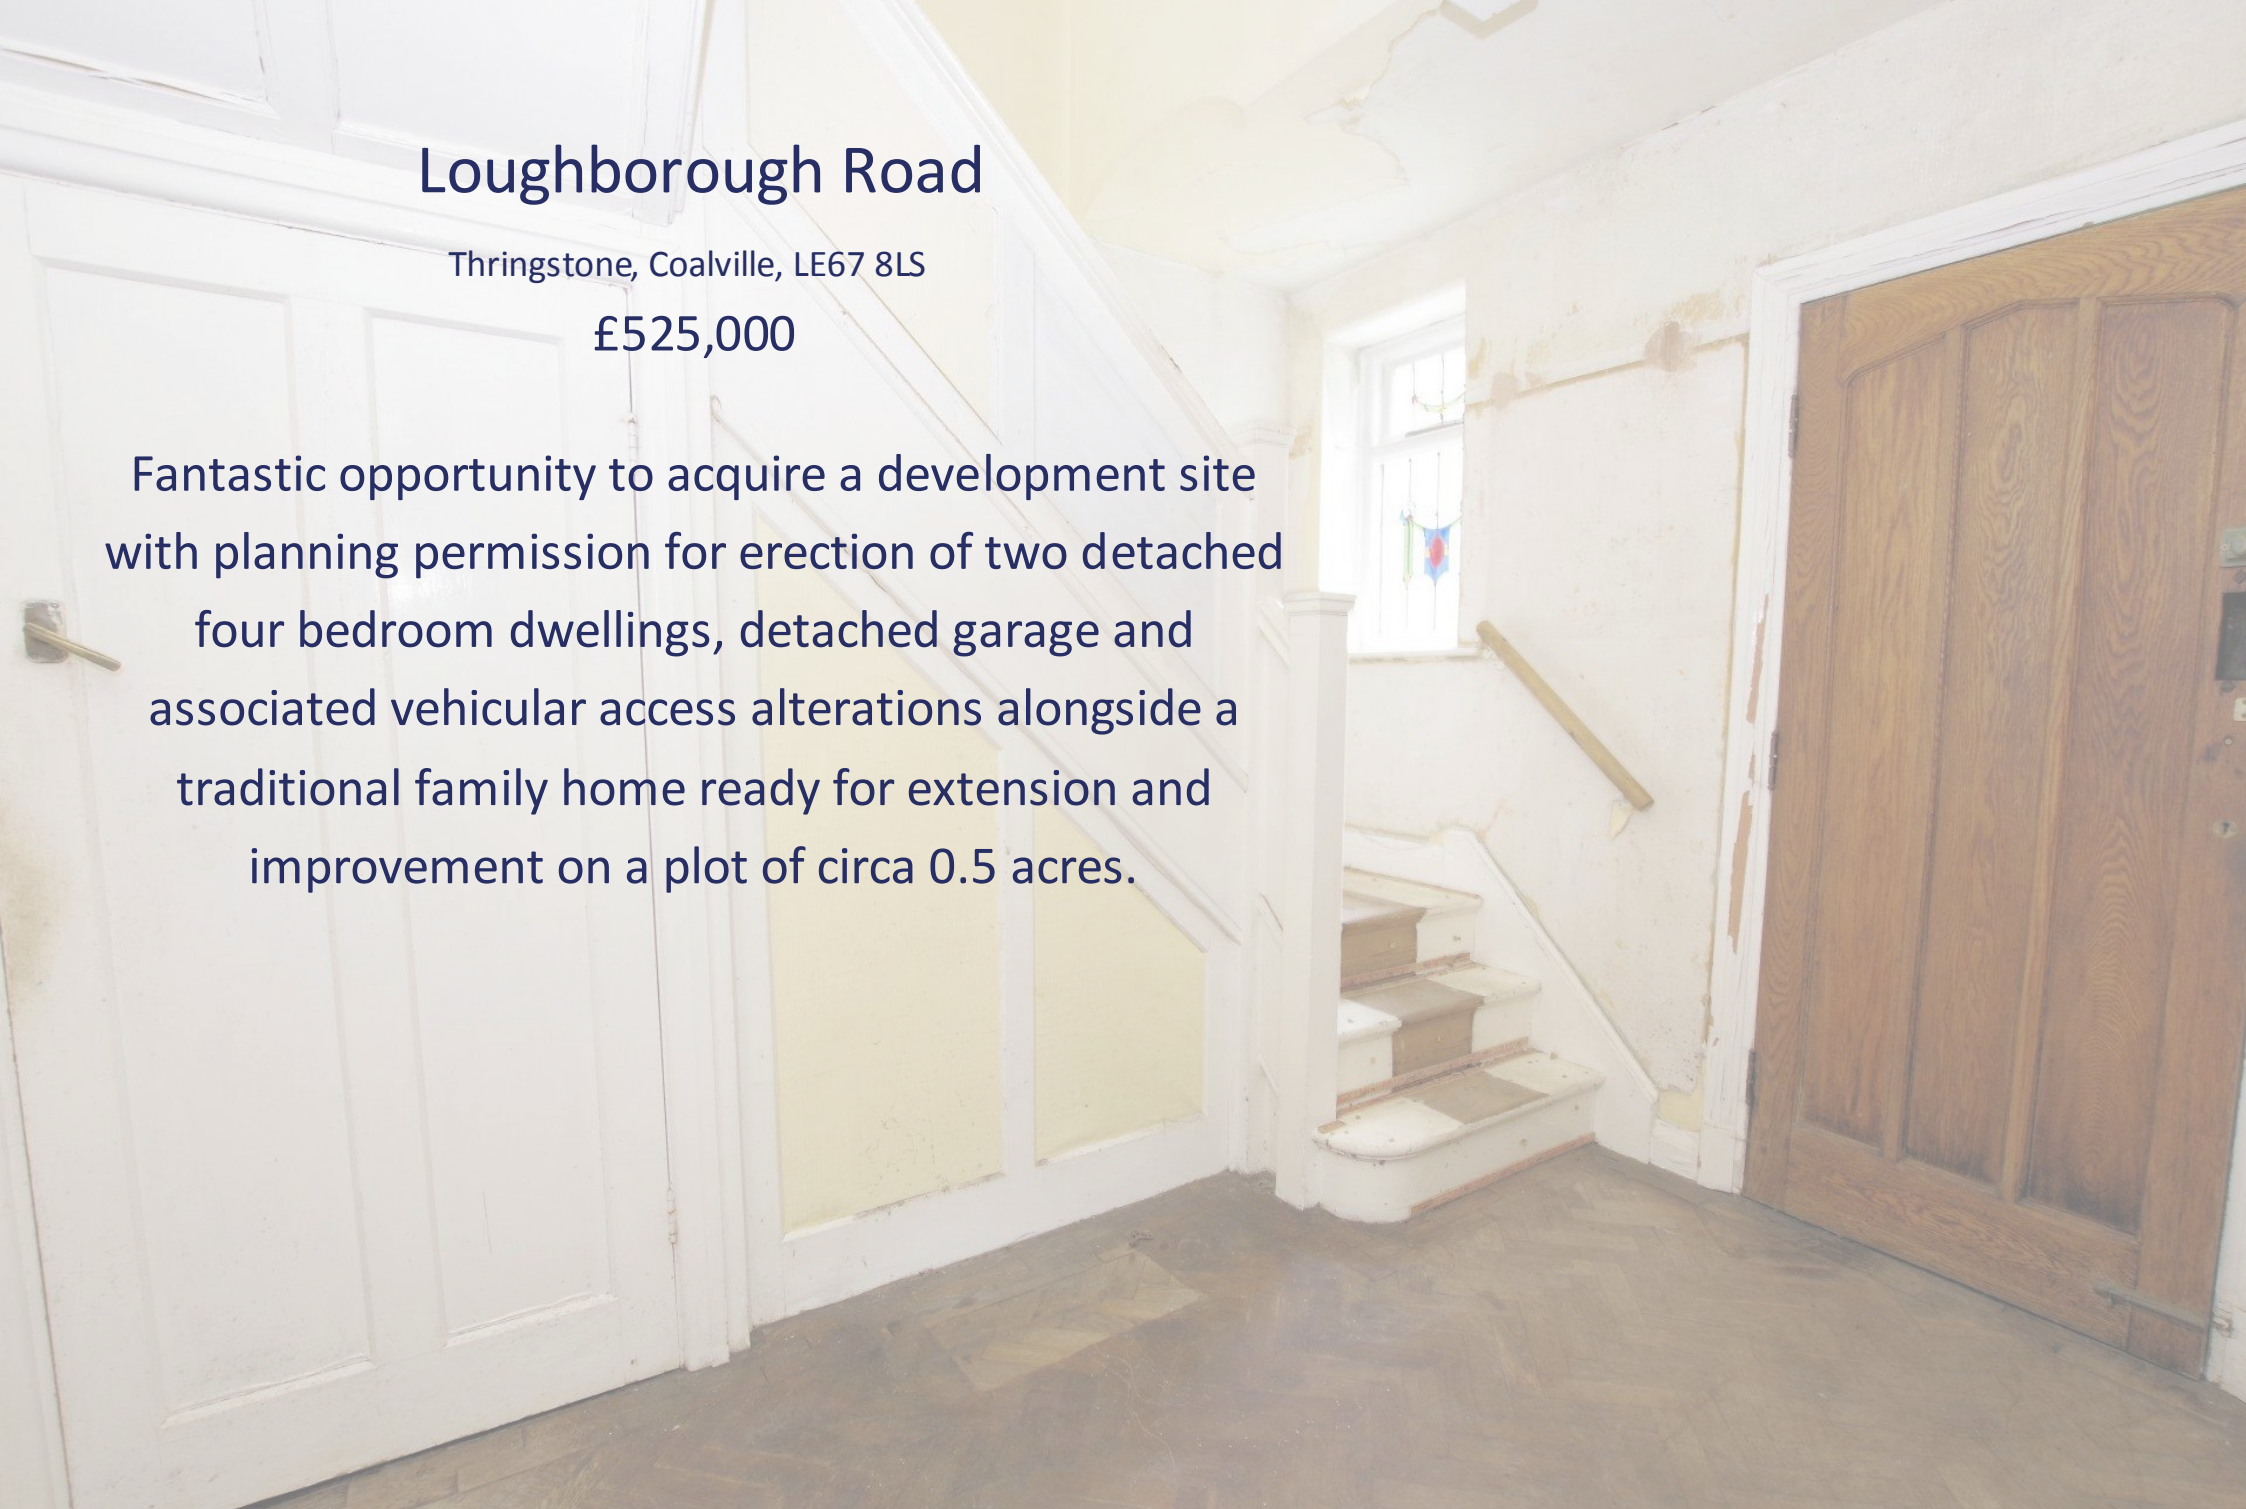 Loughborough Road
Thringstone, Coalville, LE67 8LS
£525,000
Fantastic opportunity to acquire a development site
with planning permission for erection of two detached
four bedroom dwellings, detached garage and
associated vehicular access alterations alongside a
traditional family home ready for extension and
improvement on a plot of circa 0.5 acres.